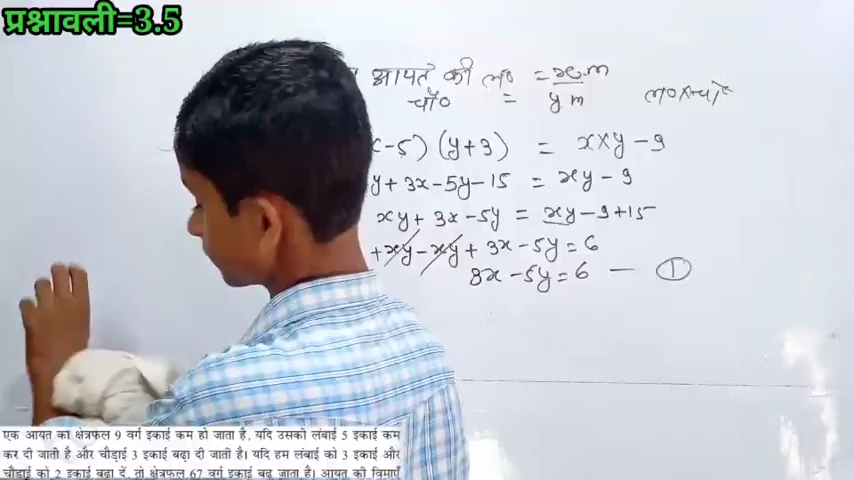 प्रश्नावली=3.5
आयत की ल० = x m
चौ० = y m
ल०×चौ०
x-5) (y+3) = x×y-9
y+3x-5y-15 = xy-9
xy+3x-5y = xy-9+15
+xy-xy+3x-5y=6
3x-5y=6 — ①
एक आयत का क्षेत्रफल 9 वर्ग इकाई कम हो जाता है, यदि उसकी लंबाई 5 इकाई कम
कर दी जाती है और चौड़ाई 3 इकाई बढ़ा दी जाती है। यदि हम लंबाई को 3 इकाई और
चौड़ाई को 2 इकाई बढ़ा दें, तो क्षेत्रफल 67 वर्ग इकाई बढ़ जाता है। आयत की विमाएँ